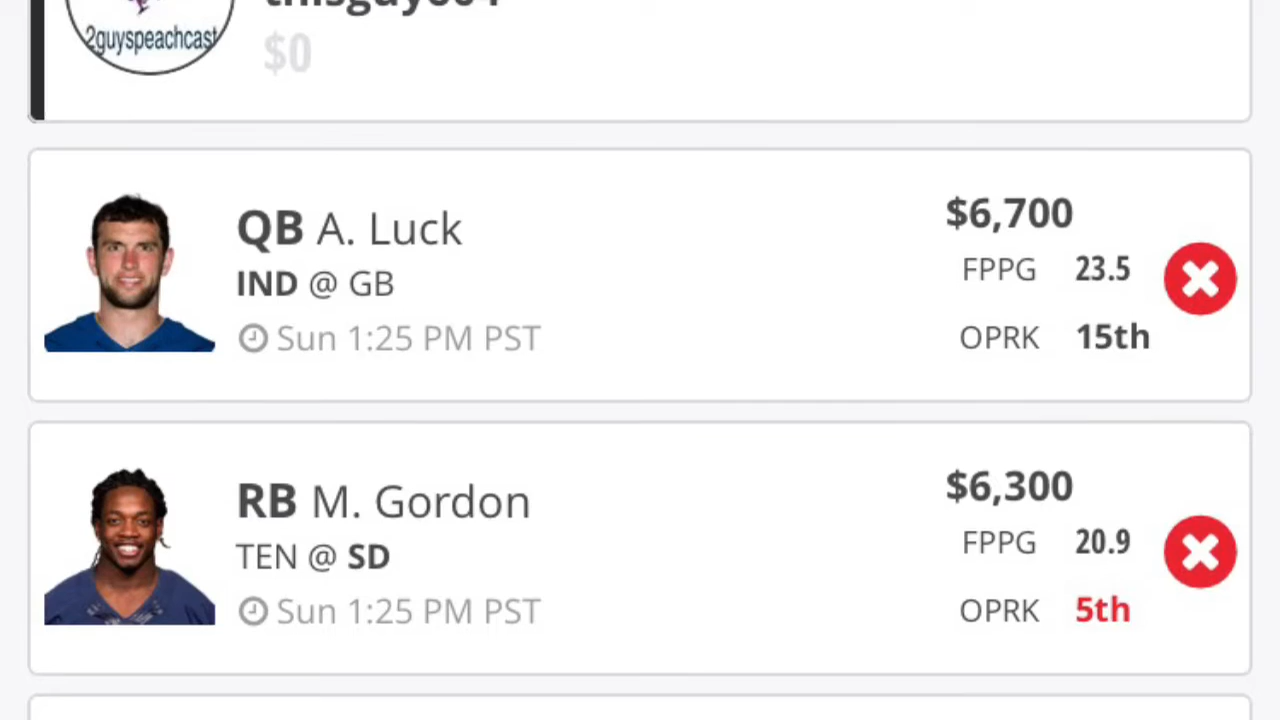 2guyspeachcast
$0
QB A. Luck
IND @ GB
Sun 1:25 PM PST
$6,700
FPPG 23.5
OPRK 15th
RB M. Gordon
TEN @ SD
Sun 1:25 PM PST
$6,300
FPPG 20.9
OPRK 5th